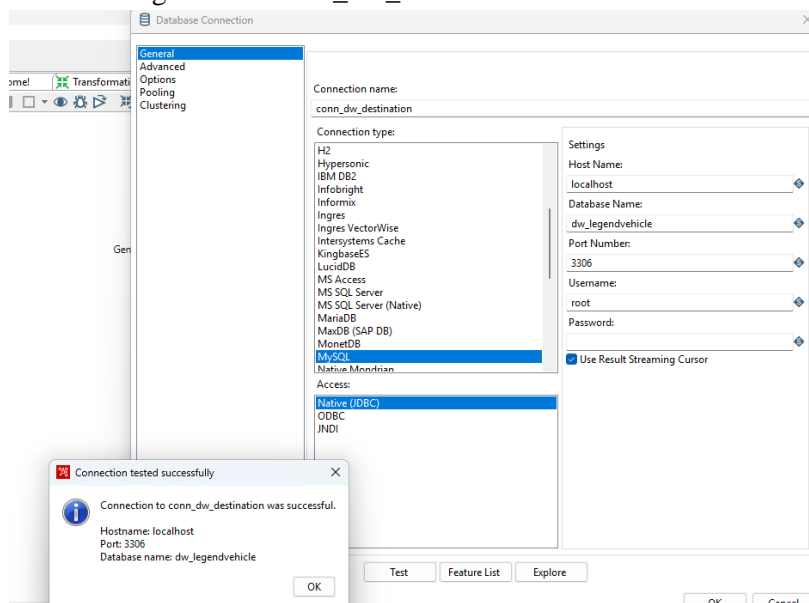 Database Connection
General
Advanced
Options
Pooling
Clustering
ome!
Transformati
Gen
Connection name:
conn_dw_destination
Connection type:
H2
Hypersonic
IBM DB2
Infobright
Informix
Ingres
Ingres VectorWise
Intersystems Cache
KingbaseES
LucidDB
MS Access
MS SQL Server
MS SQL Server (Native)
MariaDB
MaxDB (SAP DB)
MonetDB
MySQL
Native Mondrian
Access:
Native (JDBC)
ODBC
JNDI
Settings
Host Name:
localhost
Database Name:
dw_legendvehicle
Port Number:
3306
Username:
root
Password:
Use Result Streaming Cursor
Connection tested successfully
Connection to conn_dw_destination was successful.
Hostname: localhost
Port: 3306
Database name: dw_legendvehicle
OK
Test
Feature List
Explore
OK
Cancel